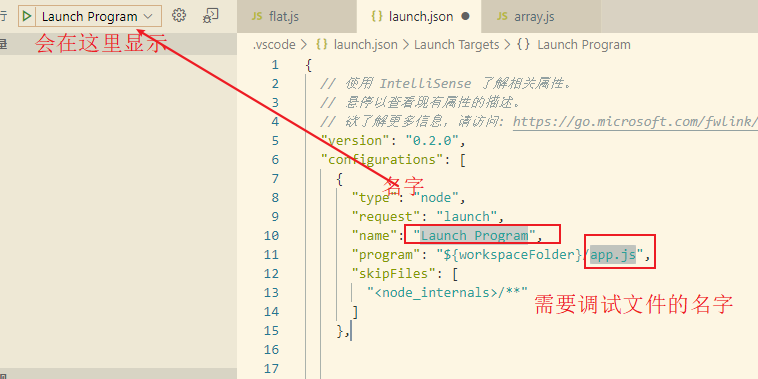 行 Launch Program
会在这里显示
量
JS flat.js
{} launch.json ●
JS array.js
.vscode > {} launch.json > Launch Targets > {} Launch Program
1 {
2 // 使用 IntelliSense 了解相关属性。
3 // 悬停以查看现有属性的描述。
4 // 欲了解更多信息，请访问: https://go.microsoft.com/fwlink/
5 "version": "0.2.0",
6 "configurations": [
7 {
名字
8 "type": "node",
9 "request": "launch",
10 "name": "Launch Program",
11 "program": "${workspaceFolder}/app.js",
12 "skipFiles": [
13 "<node_internals>/**"
需要调试文件的名字
14 ]
15 },
16
17